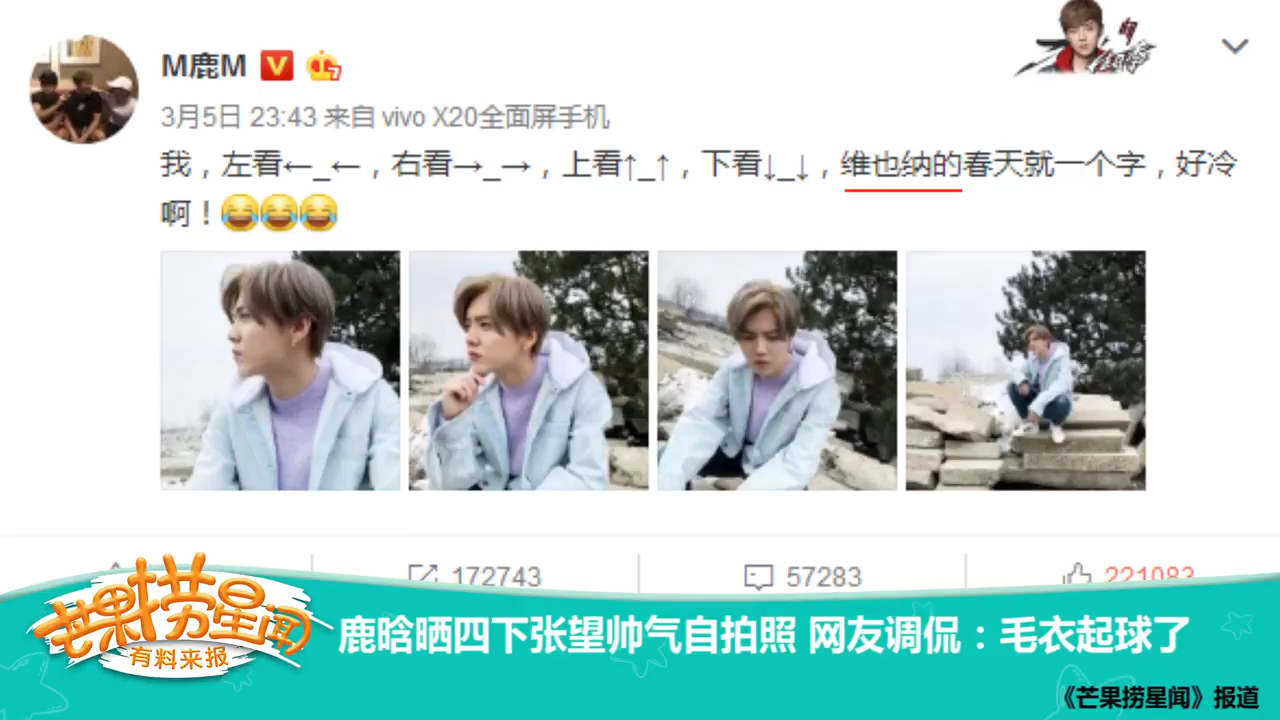 M鹿M
3月5日 23:43 来自 vivo X20全面屏手机
我，左看←_←，右看→_→，上看↑_↑，下看↓_↓，维也纳的春天就一个字，好冷
啊！😂😂😂
172743
57283
221083
芒果捞星闻
有料来报
鹿晗晒四下张望帅气自拍照 网友调侃：毛衣起球了
《芒果捞星闻》报道